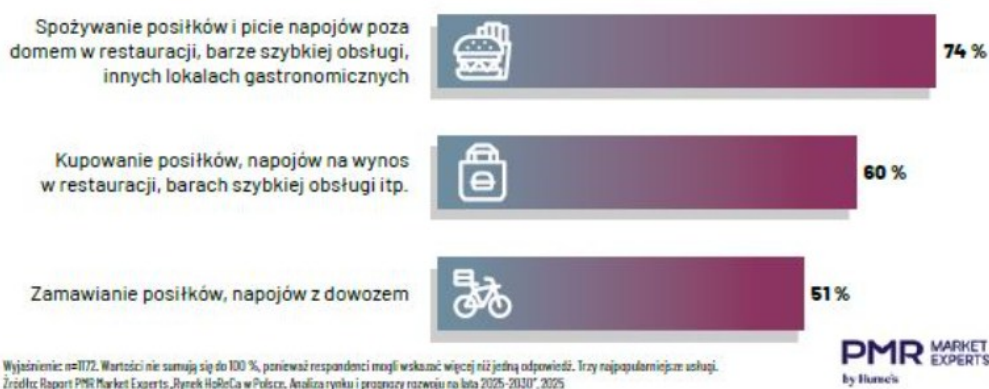 Spożywanie posiłków i picie napojów poza
domem w restauracji, barze szybkiej obsługi,
innych lokalach gastronomicznych
74 %
Kupowanie posiłków, napojów na wynos
w restauracji, barach szybkiej obsługi itp.
60 %
Zamawianie posiłków, napojów z dowozem
51 %
Wyjaśnienie: n=1172. Wartości nie sumują się do 100 %, ponieważ respondenci mogli wskazać więcej niż jedną odpowiedź. Trzy najpopularniejsze usługi.
Źródło: Raport PMR Market Experts „Rynek HoReCa w Polsce. Analiza rynku i prognozy rozwoju na lata 2025-2030”, 2025
PMR MARKET
EXPERTS
by Hume's